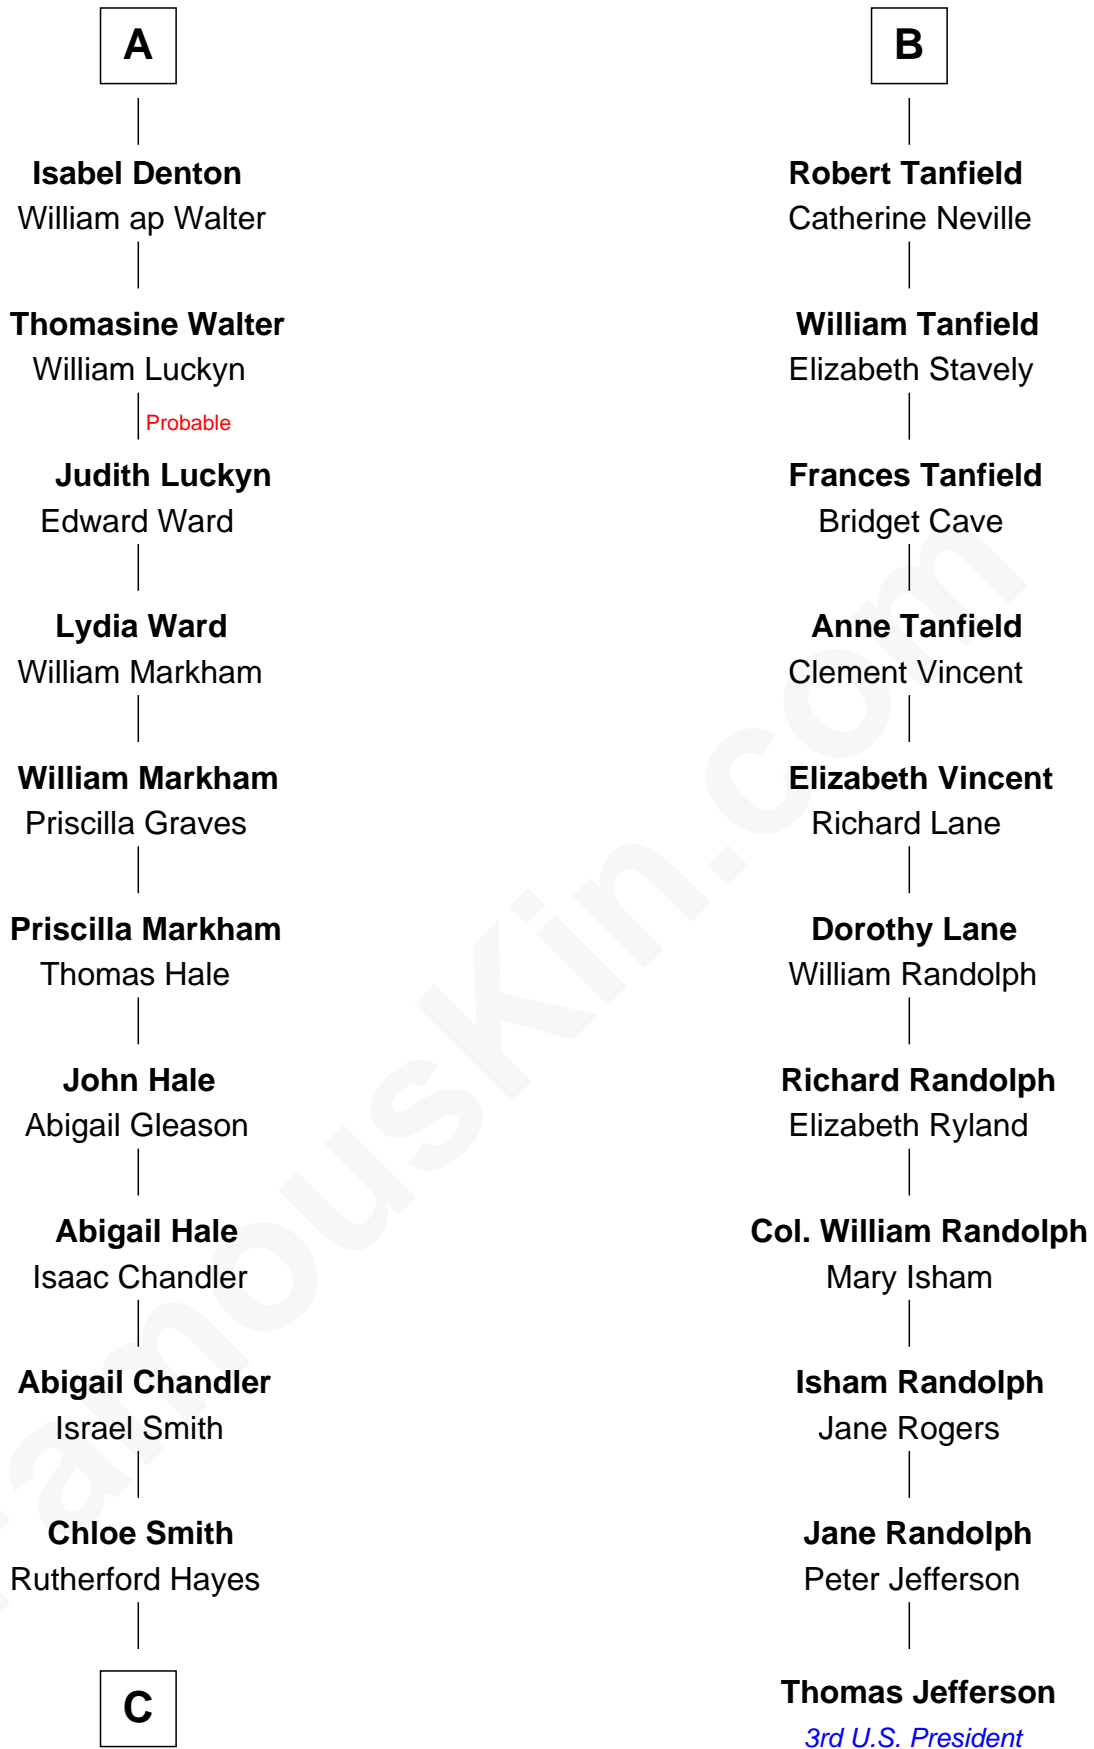 A
Isabel Denton
William ap Walter
Thomasine Walter
William Luckyn
Probable
Judith Luckyn
Edward Ward
Lydia Ward
William Markham
William Markham
Priscilla Graves
Priscilla Markham
Thomas Hale
John Hale
Abigail Gleason
Abigail Hale
Isaac Chandler
Abigail Chandler
Israel Smith
Chloe Smith
Rutherford Hayes
C
B
Robert Tanfield
Catherine Neville
William Tanfield
Elizabeth Stavely
Frances Tanfield
Bridget Cave
Anne Tanfield
Clement Vincent
Elizabeth Vincent
Richard Lane
Dorothy Lane
William Randolph
Richard Randolph
Elizabeth Ryland
Col. William Randolph
Mary Isham
Isham Randolph
Jane Rogers
Jane Randolph
Peter Jefferson
Thomas Jefferson
3rd U.S. President
FamousKin.com